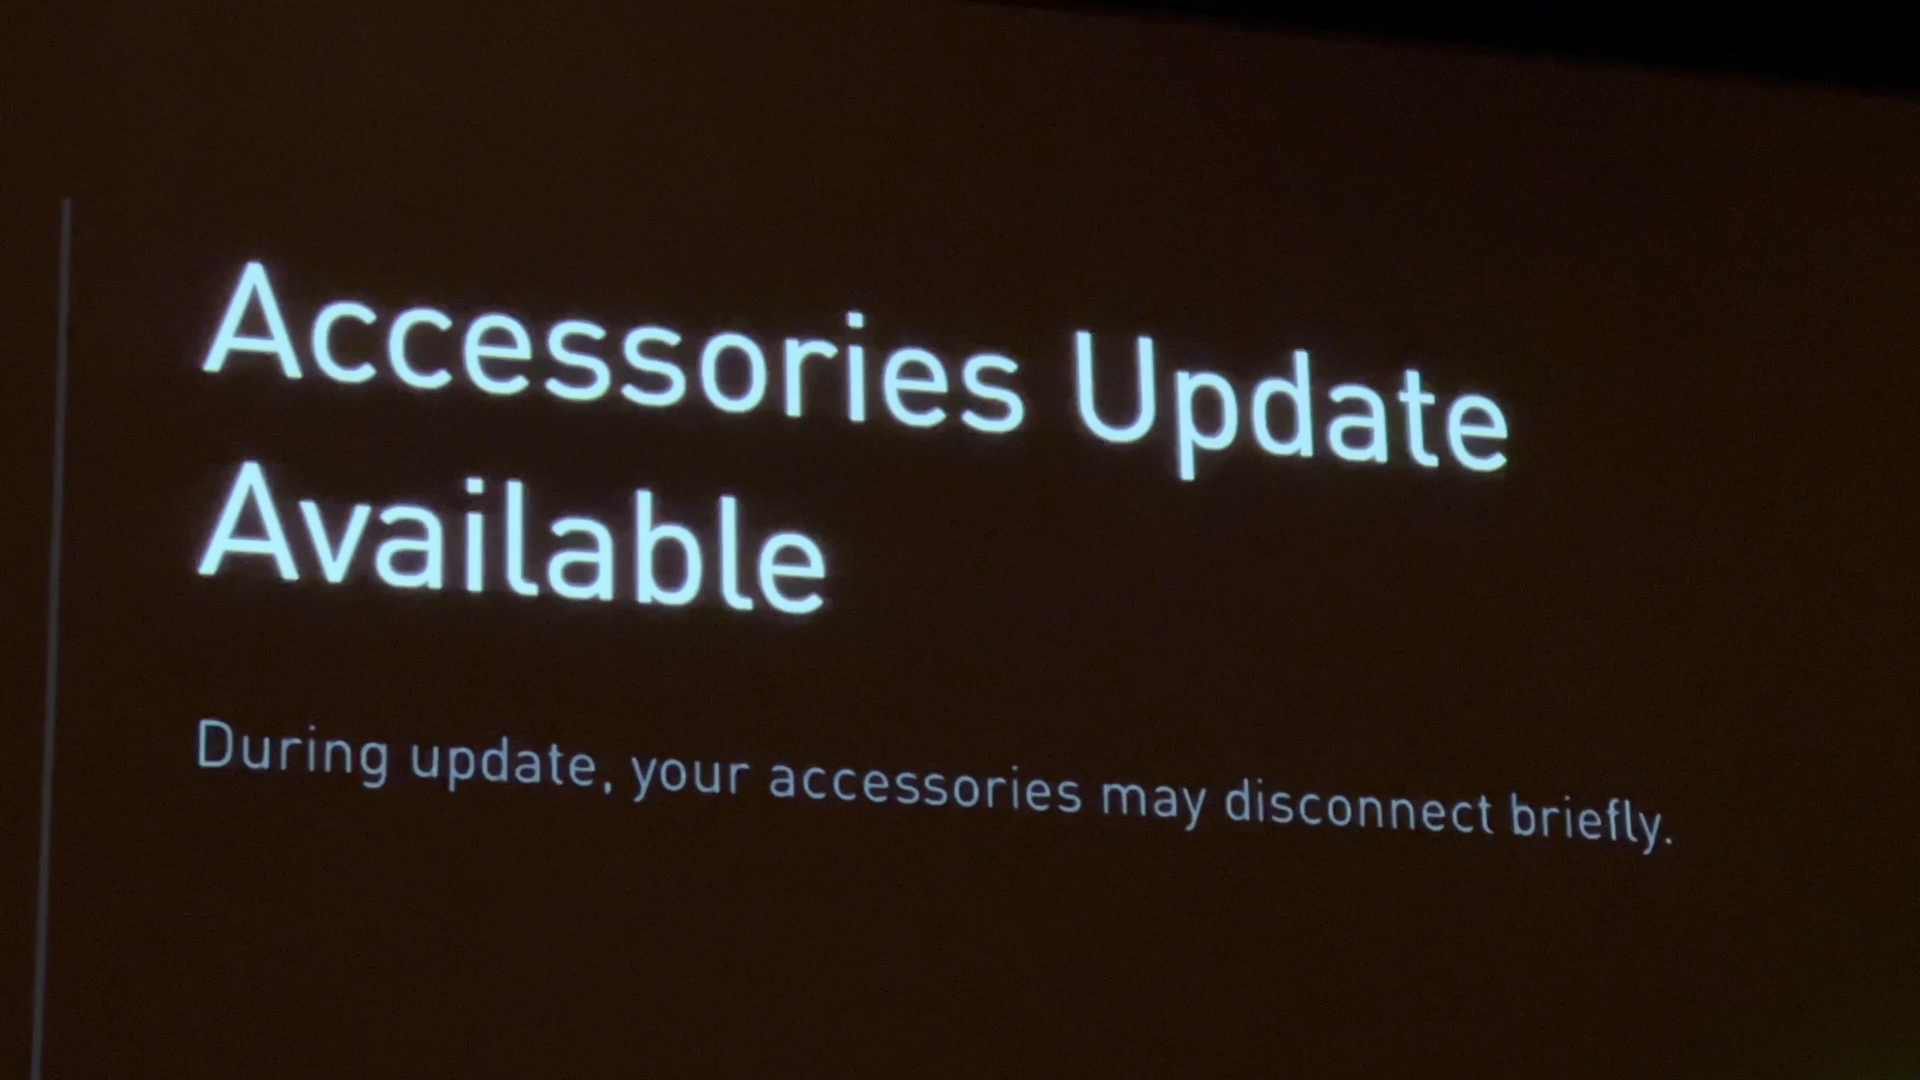 Accessories Update
Available
During update, your accessories may disconnect briefly.